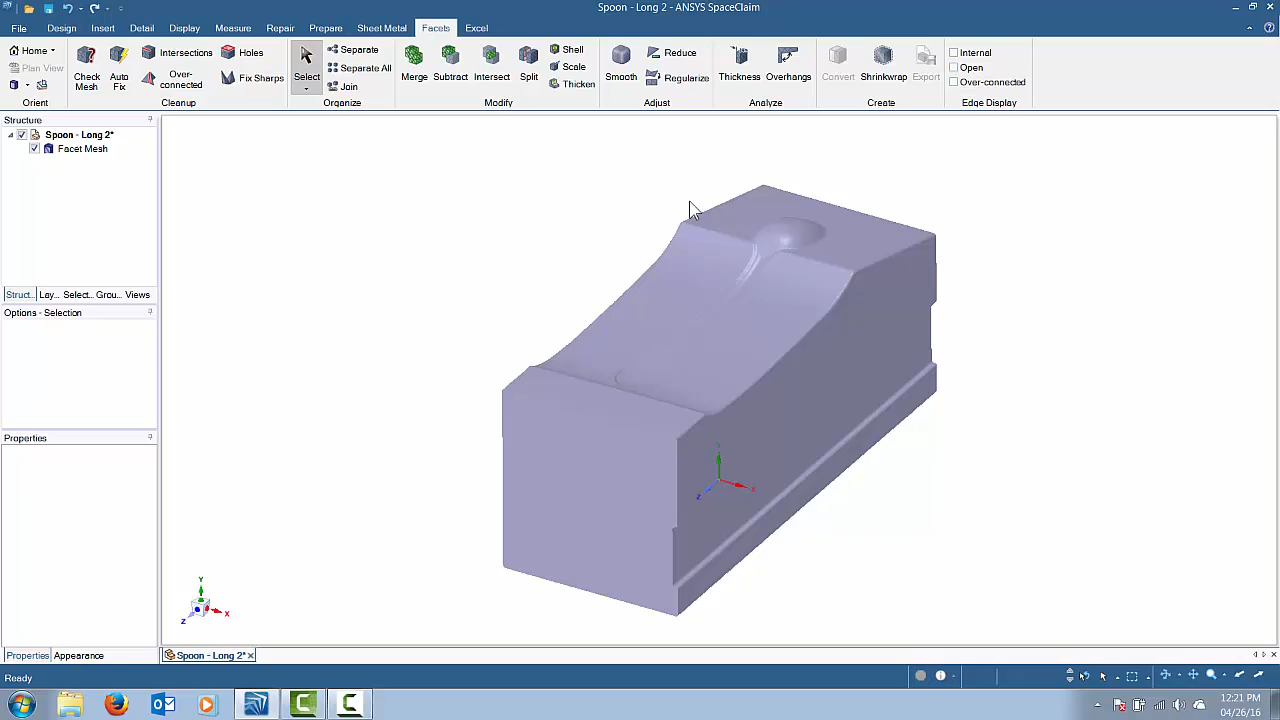 Spoon - Long 2 - ANSYS SpaceClaim
File Design Insert Detail Display Measure Repair Prepare Sheet Metal Facets Excel
Home
Plan View
Orient
Check Mesh
Auto Fix
Intersections
Over-connected
Holes
Fix Sharps
Cleanup
Select
Separate
Separate All
Join
Organize
Merge
Subtract
Intersect
Split
Shell
Scale
Thicken
Modify
Smooth
Reduce
Regularize
Adjust
Thickness
Overhangs
Analyze
Convert
Shrinkwrap
Export
Create
Internal
Open
Over-connected
Edge Display
Structure
Spoon - Long 2*
Facet Mesh
Struct... Lay... Select... Grou... Views
Options - Selection
Properties
Y
X
Z
Y
X
Z
Properties Appearance
Spoon - Long 2*
Ready
12:21 PM
04/26/16